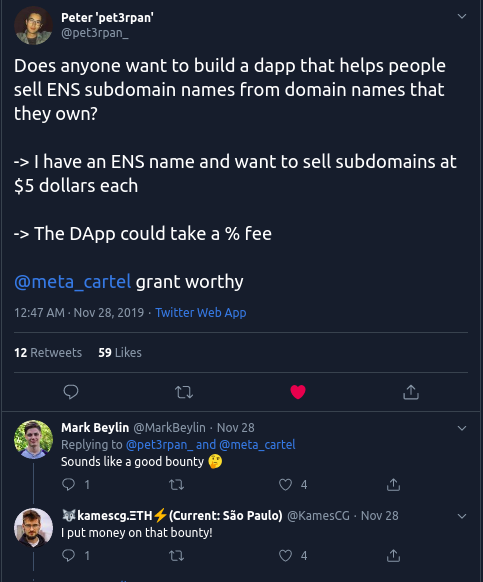 Peter 'pet3rpan'
@pet3rpan_
Does anyone want to build a dapp that helps people
sell ENS subdomain names from domain names that
they own?
-> I have an ENS name and want to sell subdomains at
$5 dollars each
-> The DApp could take a % fee
@meta_cartel grant worthy
12:47 AM · Nov 28, 2019 · Twitter Web App
12 Retweets 59 Likes
Mark Beylin @MarkBeylin · Nov 28
Replying to @pet3rpan_ and @meta_cartel
Sounds like a good bounty 🤔
1 4
🐺kamescg.ΞTH⚡(Current: São Paulo) @KamesCG · Nov 28
I put money on that bounty!
1 4